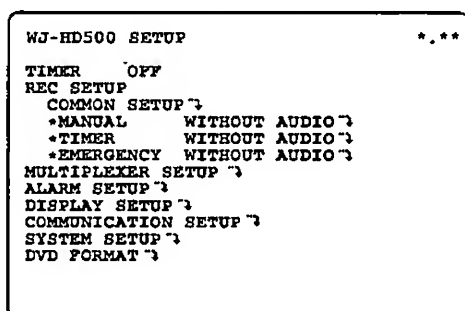 WJ-HD500 SETUP *.**
TIMER OFF
REC SETUP
COMMON SETUP⤵
*MANUAL WITHOUT AUDIO⤵
*TIMER WITHOUT AUDIO⤵
*EMERGENCY WITHOUT AUDIO⤵
MULTIPLEXER SETUP ⤵
ALARM SETUP⤵
DISPLAY SETUP⤵
COMMUNICATION SETUP⤵
SYSTEM SETUP⤵
DVD FORMAT⤵